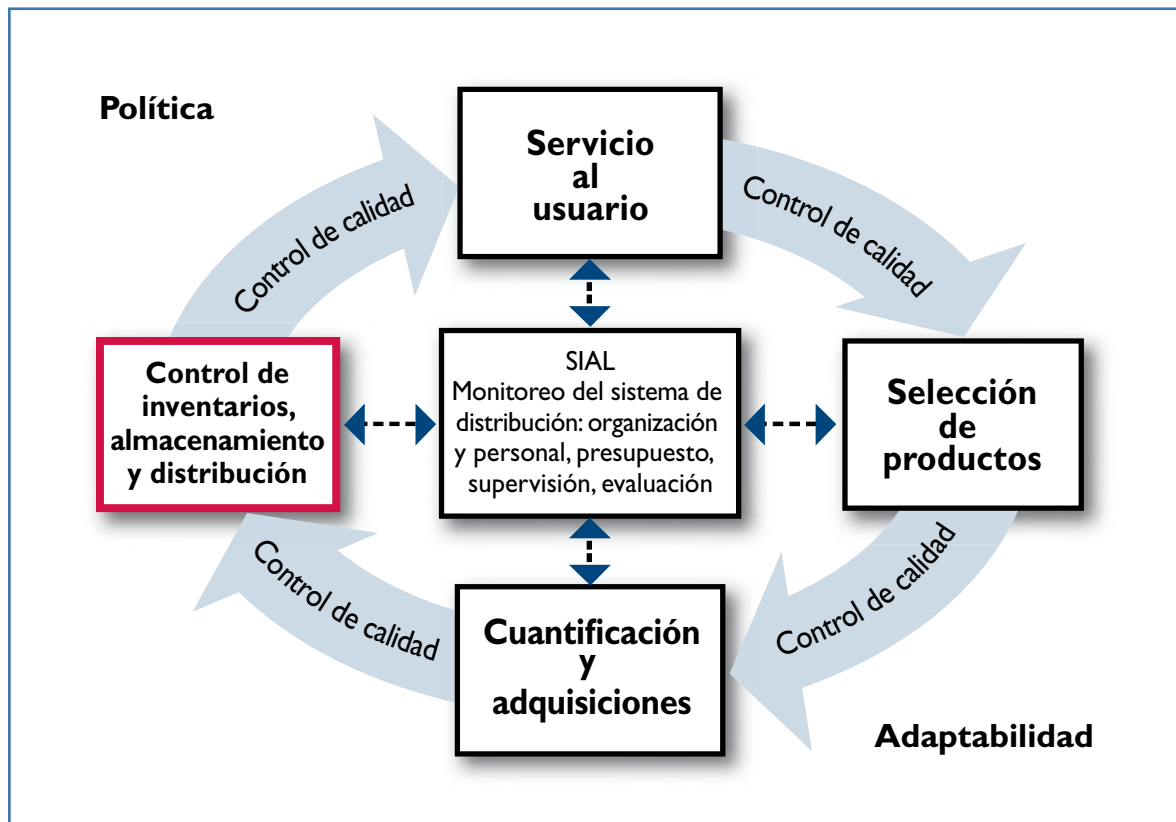 Política
Servicio
al
usuario
Control de calidad
Control de calidad
Control de
inventarios,
almacenamiento
y distribución
SIAL
Monitoreo del sistema de
distribución: organización
y personal, presupuesto,
supervisión, evaluación
Selección
de
productos
Control de calidad
Control de calidad
Cuantificación
y
adquisiciones
Adaptabilidad